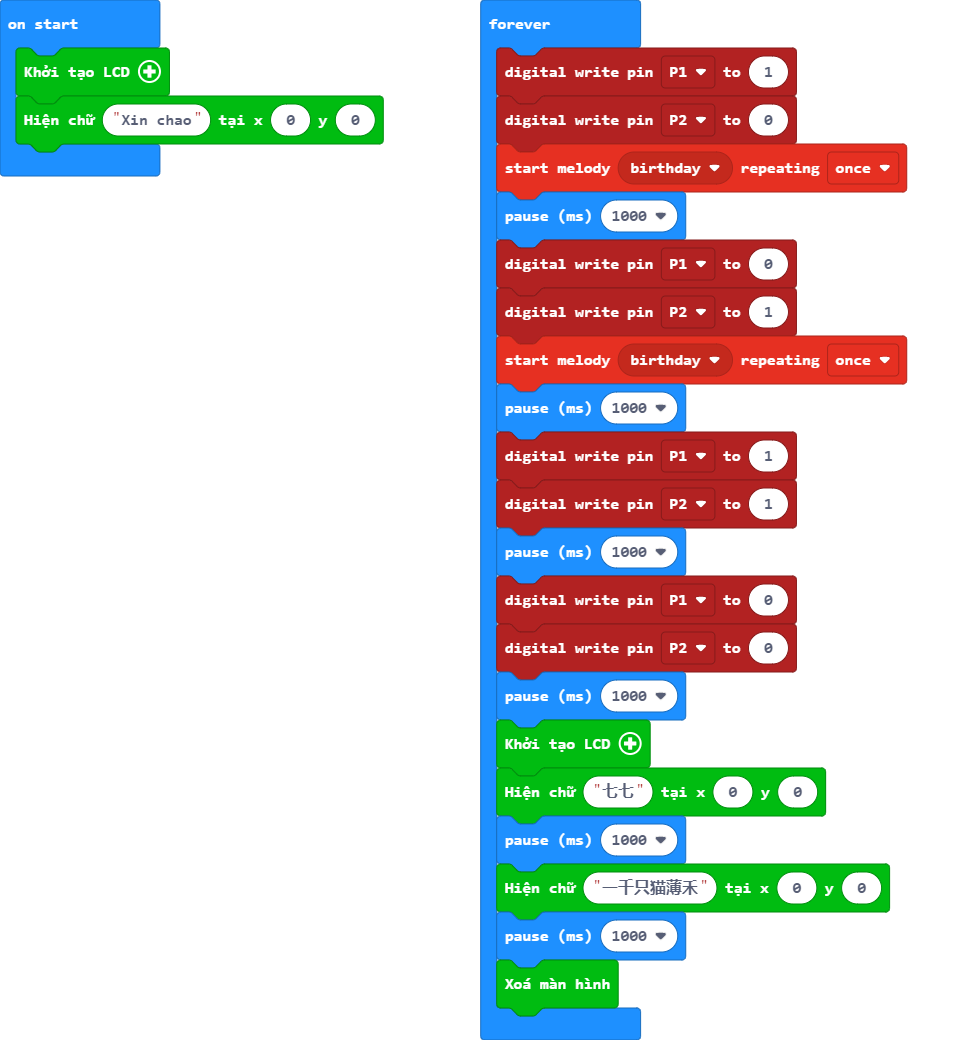 on start
Khởi tạo LCD
Hiện chữ "Xin chao" tại x 0 y 0
forever
digital write pin P1 to 1
digital write pin P2 to 0
start melody birthday repeating once
pause (ms) 1000
digital write pin P1 to 0
digital write pin P2 to 1
start melody birthday repeating once
pause (ms) 1000
digital write pin P1 to 1
digital write pin P2 to 1
pause (ms) 1000
digital write pin P1 to 0
digital write pin P2 to 0
pause (ms) 1000
Khởi tạo LCD
Hiện chữ "七七" tại x 0 y 0
pause (ms) 1000
Hiện chữ "一千只猫薄禾" tại x 0 y 0
pause (ms) 1000
Xoá màn hình